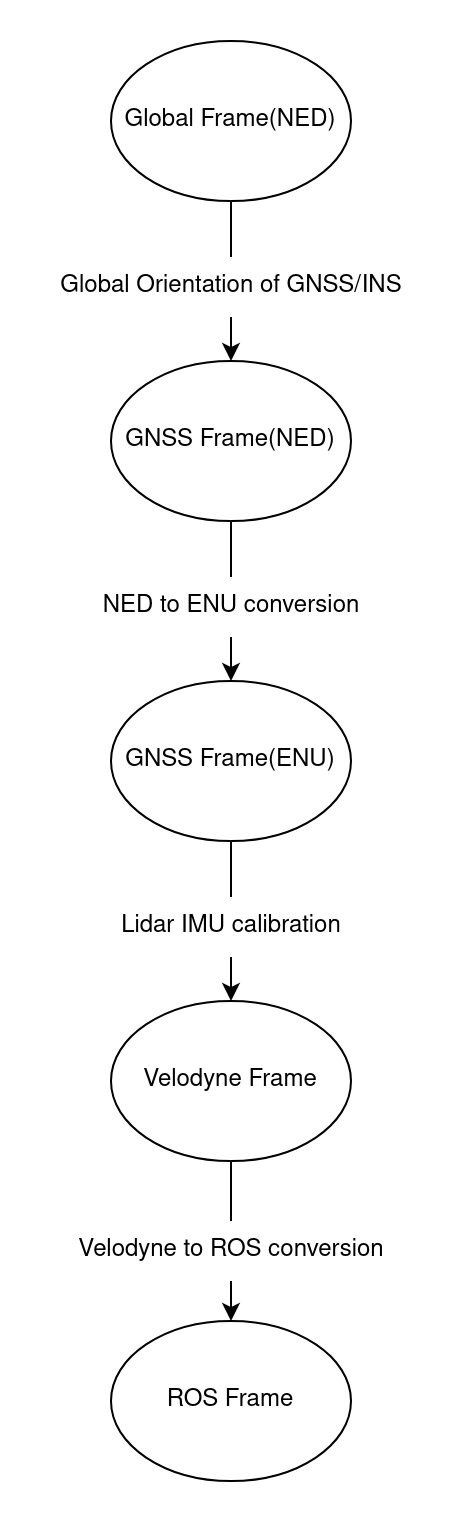 Global Frame(NED)
Global Orientation of GNSS/INS
GNSS Frame(NED)
NED to ENU conversion
GNSS Frame(ENU)
Lidar IMU calibration
Velodyne Frame
Velodyne to ROS conversion
ROS Frame